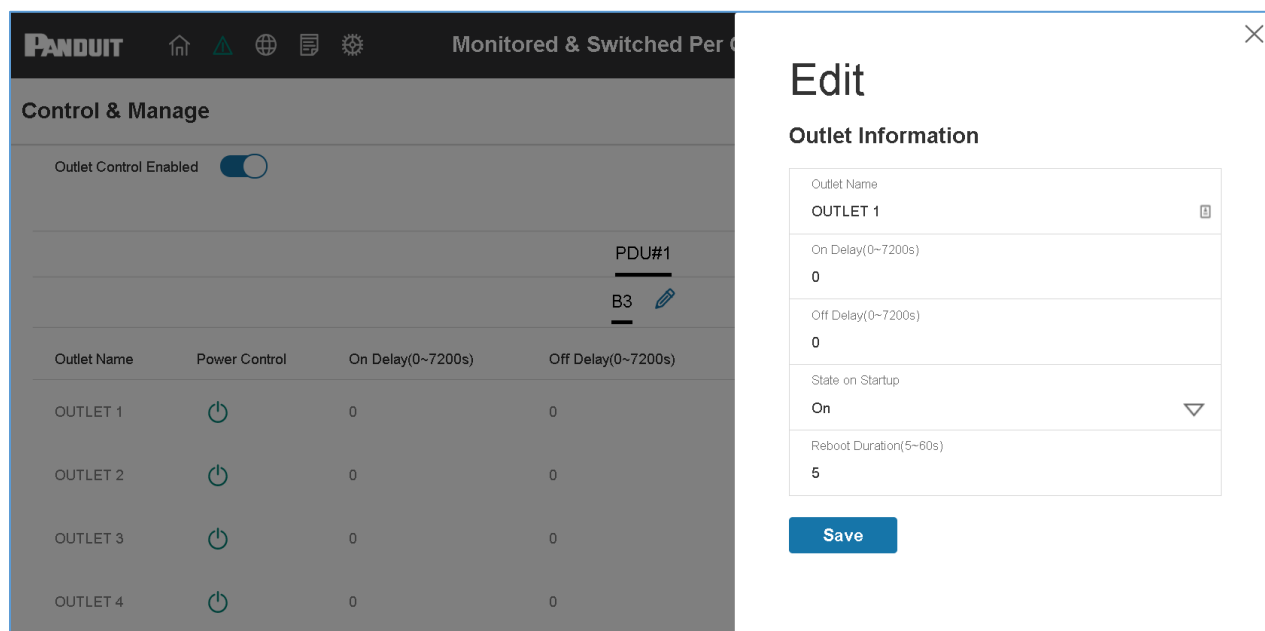 PANDUIT
Monitored & Switched Per
Control & Manage
Outlet Control Enabled
PDU#1
B3
Outlet Name Power Control On Delay(0~7200s) Off Delay(0~7200s)
OUTLET 1 0 0
OUTLET 2 0 0
OUTLET 3 0 0
OUTLET 4 0 0
Edit
Outlet Information
Outlet Name
OUTLET 1
On Delay(0~7200s)
0
Off Delay(0~7200s)
0
State on Startup
On
Reboot Duration(5~60s)
5
Save